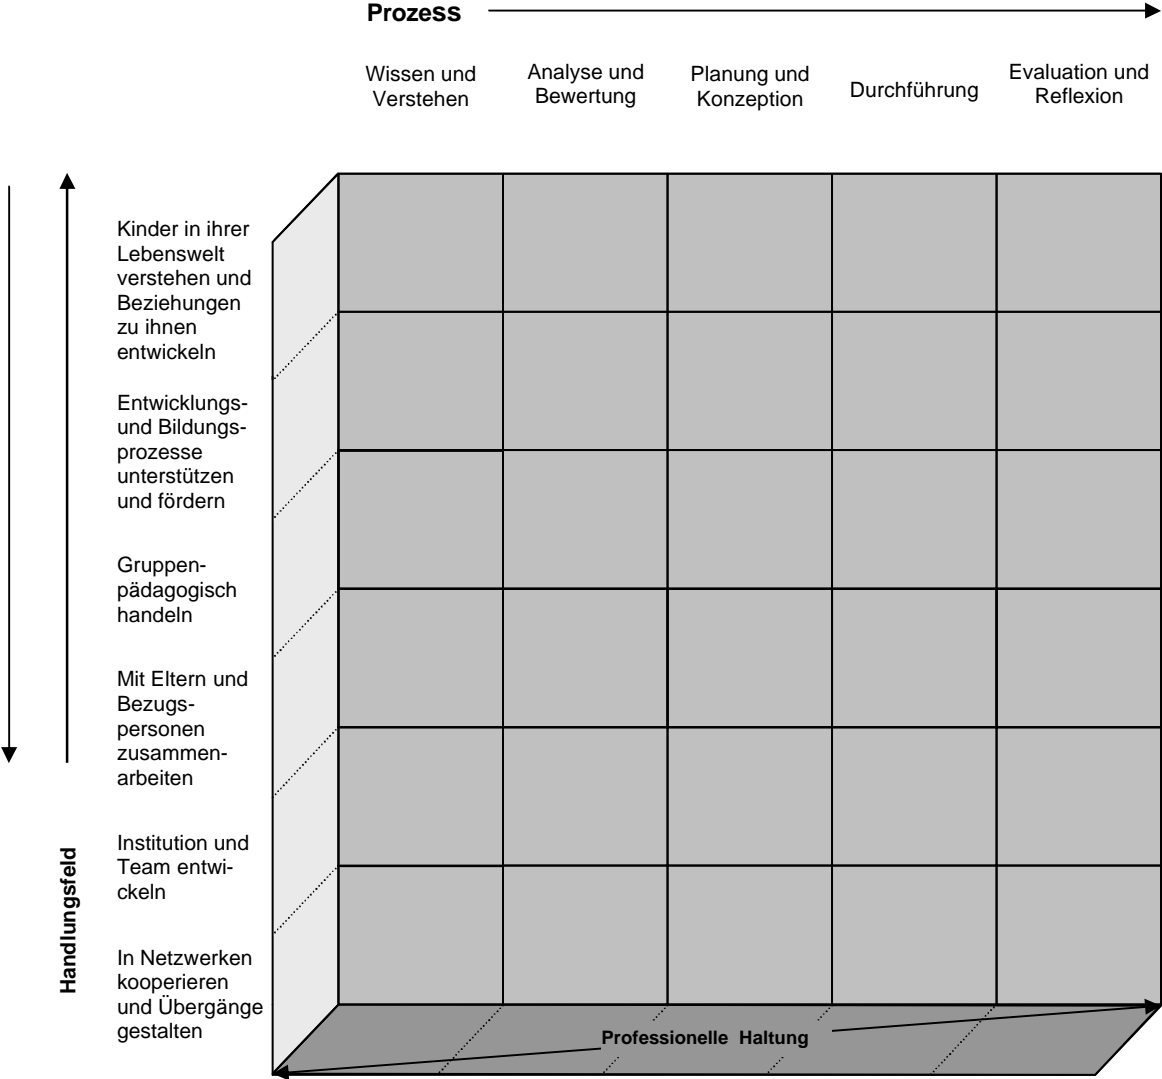 Prozess
Wissen und
Verstehen
Analyse und
Bewertung
Planung und
Konzeption
Durchführung
Evaluation und
Reflexion
Kinder in ihrer
Lebenswelt
verstehen und
Beziehungen
zu ihnen
entwickeln
Entwicklungs-
und Bildungs-
prozesse
unterstützen
und fördern
Gruppen-
pädagogisch
handeln
Mit Eltern und
Bezugs-
personen
zusammen-
arbeiten
Institution und
Team entwi-
ckeln
In Netzwerken
kooperieren
und Übergänge
gestalten
Handlungsfeld
Professionelle Haltung